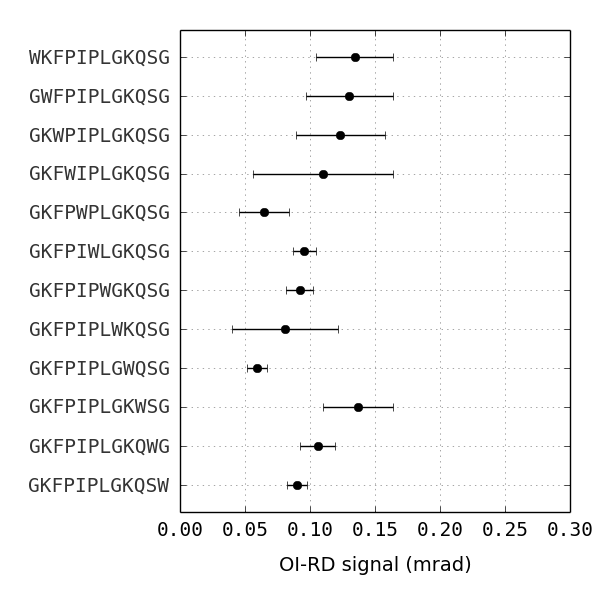 WKFPIPLGKQSG
GWFPIPLGKQSG
GKWPIPLGKQSG
GKFWIPLGKQSG
GKFPWPLGKQSG
GKFPIWLGKQSG
GKFPIPWGKQSG
GKFPIPLWKQSG
GKFPIPLGWQSG
GKFPIPLGKWSG
GKFPIPLGKQWG
GKFPIPLGKQSW
0.00 0.05 0.10 0.15 0.20 0.25 0.30
OI-RD signal (mrad)